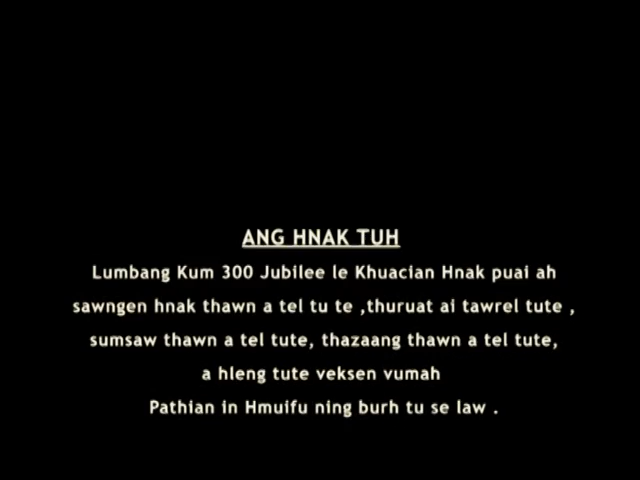 ANG HNAK TUH
Lumbang Kum 300 Jubilee le Khuacian Hnak puai ah
sawngen hnak thawn a tel tu te ,thuruat ai tawrel tute ,
sumsaw thawn a tel tute, thazaang thawn a tel tute,
a hleng tute veksen vumah
Pathian in Hmuifu ning burh tu se law .